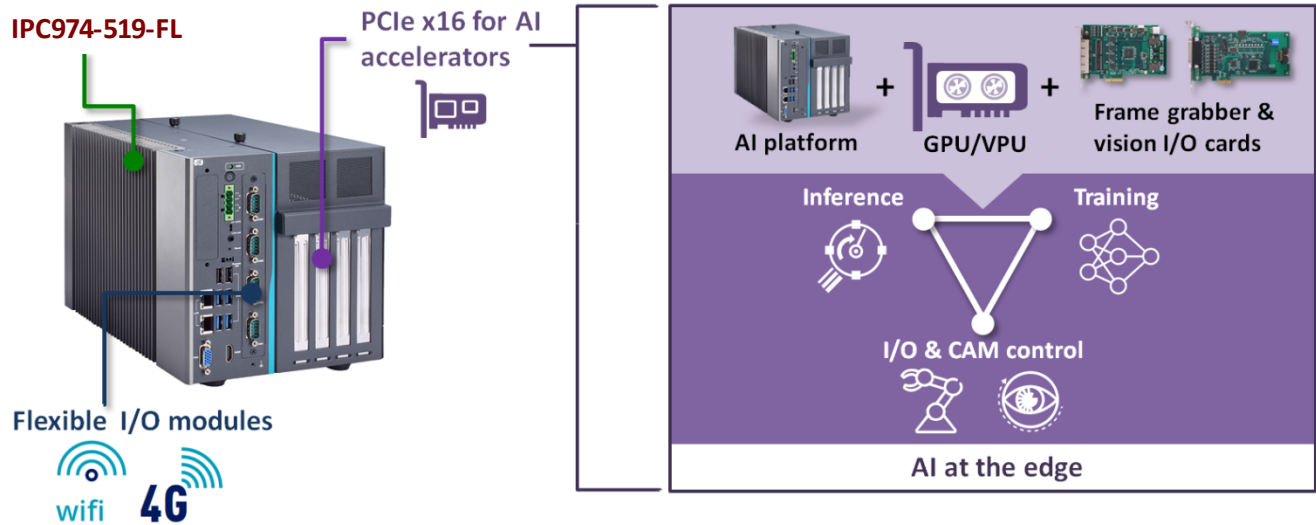 IPC974-519-FL
PCIe x16 for AI
accelerators
Flexible I/O modules
wifi
4G
AI platform
+
GPU/VPU
+
Frame grabber &
vision I/O cards
Inference
Training
I/O & CAM control
AI at the edge